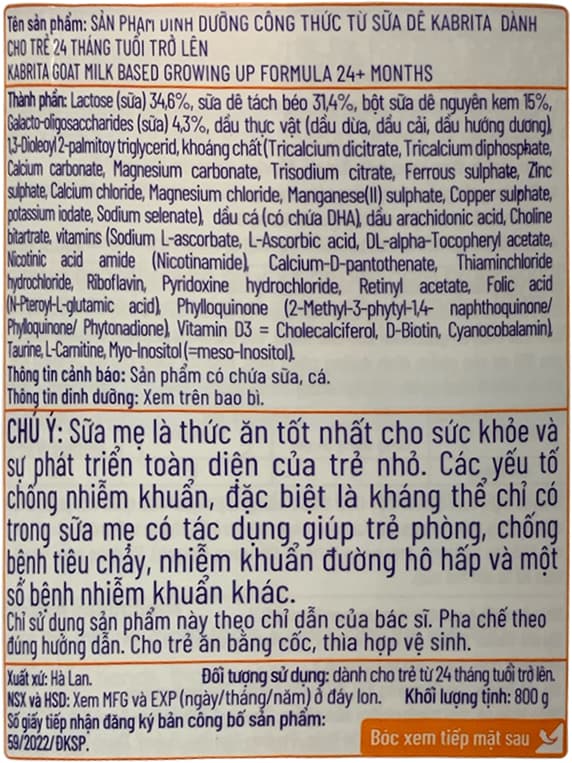 Tên sản phẩm: SẢN PHẨM DINH DƯỠNG CÔNG THỨC TỪ SỮA DÊ KABRITA DÀNH
CHO TRẺ 24 THÁNG TUỔI TRỞ LÊN
KABRITA GOAT MILK BASED GROWING UP FORMULA 24+ MONTHS
Thành phần: Lactose (sữa) 34,6%, sữa dê tách béo 31,4%, bột sữa dê nguyên kem 15%,
Galacto-oligosaccharides (sữa) 4,3%, dầu thực vật (dầu dừa, dầu cải, dầu hướng dương),
1,3-Dioleoyl 2-palmitoy triglycerid, khoáng chất (Tricalcium dicitrate, Tricalcium diphosphate,
Calcium carbonate, Magnesium carbonate, Trisodium citrate, Ferrous sulphate, Zinc
sulphate, Calcium chloride, Magnesium chloride, Manganese(II) sulphate, Copper sulphate,
potassium iodate, Sodium selenate), dầu cá (có chứa DHA), dầu arachidonic acid, Choline
bitartrate, vitamins (Sodium L-ascorbate, L-Ascorbic acid, DL-alpha-Tocopheryl acetate,
Nicotinic acid amide (Nicotinamide), Calcium-D-pantothenate, Thiaminchloride
hydrochloride, Riboflavin, Pyridoxine hydrochloride, Retinyl acetate, Folic acid
(N-Pteroyl-L-glutamic acid), Phylloquinone (2-Methyl-3-phytyl-1,4- naphthoquinone/
Phylloquinone/ Phytonadione), Vitamin D3 = Cholecalciferol, D-Biotin, Cyanocobalamin),
Taurine, L-Carnitine, Myo-Inositol (=meso-Inositol).
Thông tin cảnh báo: Sản phẩm có chứa sữa, cá.
Thông tin dinh dưỡng: Xem trên bao bì.
CHÚ Ý: Sữa mẹ là thức ăn tốt nhất cho sức khỏe và
sự phát triển toàn diện của trẻ nhỏ. Các yếu tố
chống nhiễm khuẩn, đặc biệt là kháng thể chỉ có
trong sữa mẹ có tác dụng giúp trẻ phòng, chống
bệnh tiêu chảy, nhiễm khuẩn đường hô hấp và một
số bệnh nhiễm khuẩn khác.
Chỉ sử dụng sản phẩm này theo chỉ dẫn của bác sĩ. Pha chế theo
đúng hướng dẫn. Cho trẻ ăn bằng cốc, thìa hợp vệ sinh.
Xuất xứ: Hà Lan. Đối tượng sử dụng: dành cho trẻ từ 24 tháng tuổi trở lên.
NSX và HSD: Xem MFG và EXP (ngày/tháng/năm) ở đáy lon. Khối lượng tịnh: 800 g
Số giấy tiếp nhận đăng ký bản công bố sản phẩm:
59/2022/ĐKSP.
Bóc xem tiếp mặt sau